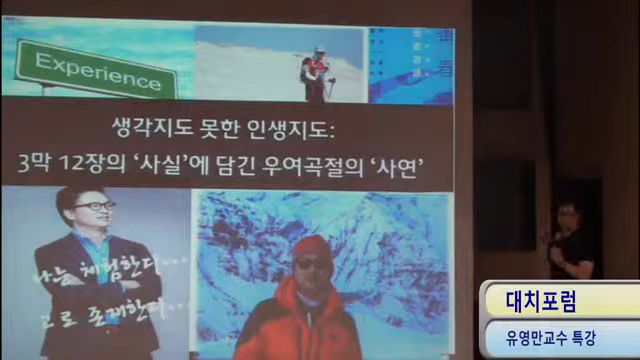 Experience
생각지도 못한 인생지도:
3막 12장의 '사실'에 담긴 우여곡절의 '사연'
나는 체험한다...
고로 존재한다...
대치포럼
유영만교수 특강